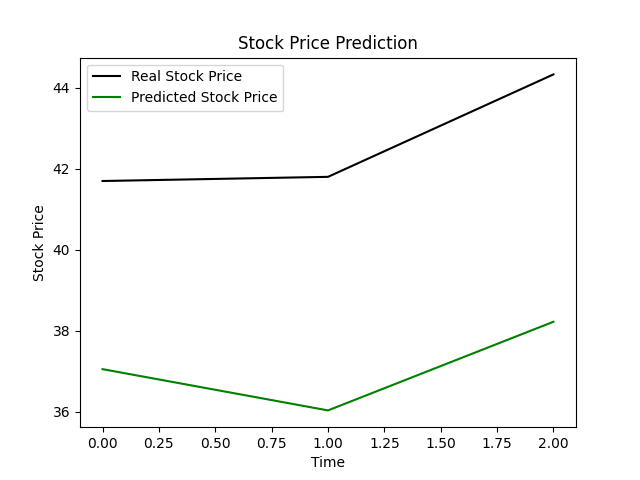 Stock Price Prediction
Real Stock Price
Predicted Stock Price
44
42
40
38
36
Stock Price
0.00 0.25 0.50 0.75 1.00 1.25 1.50 1.75 2.00
Time